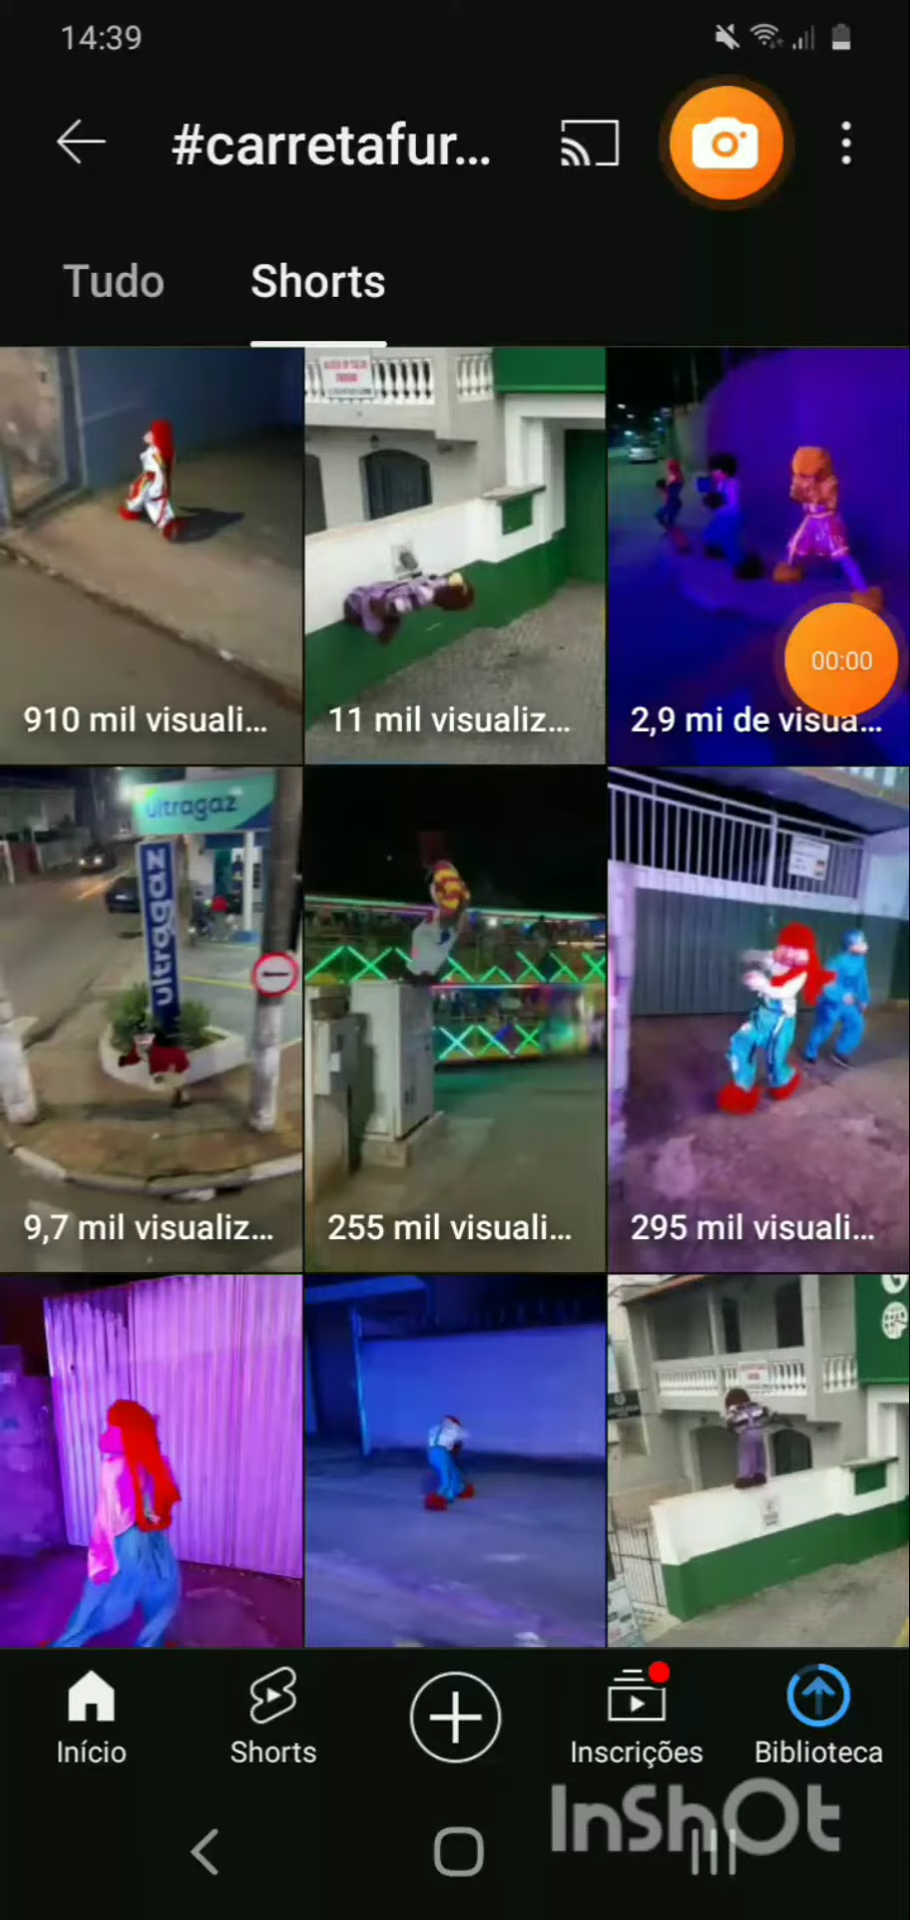 14:39
#carretafur...
Tudo
Shorts
910 mil visuali...
11 mil visualiz...
2,9 mi de visua...
00:00
ultragaz
ultragaz
9,7 mil visualiz...
255 mil visuali...
295 mil visuali...
Início
Shorts
Inscrições
Biblioteca
InShOt